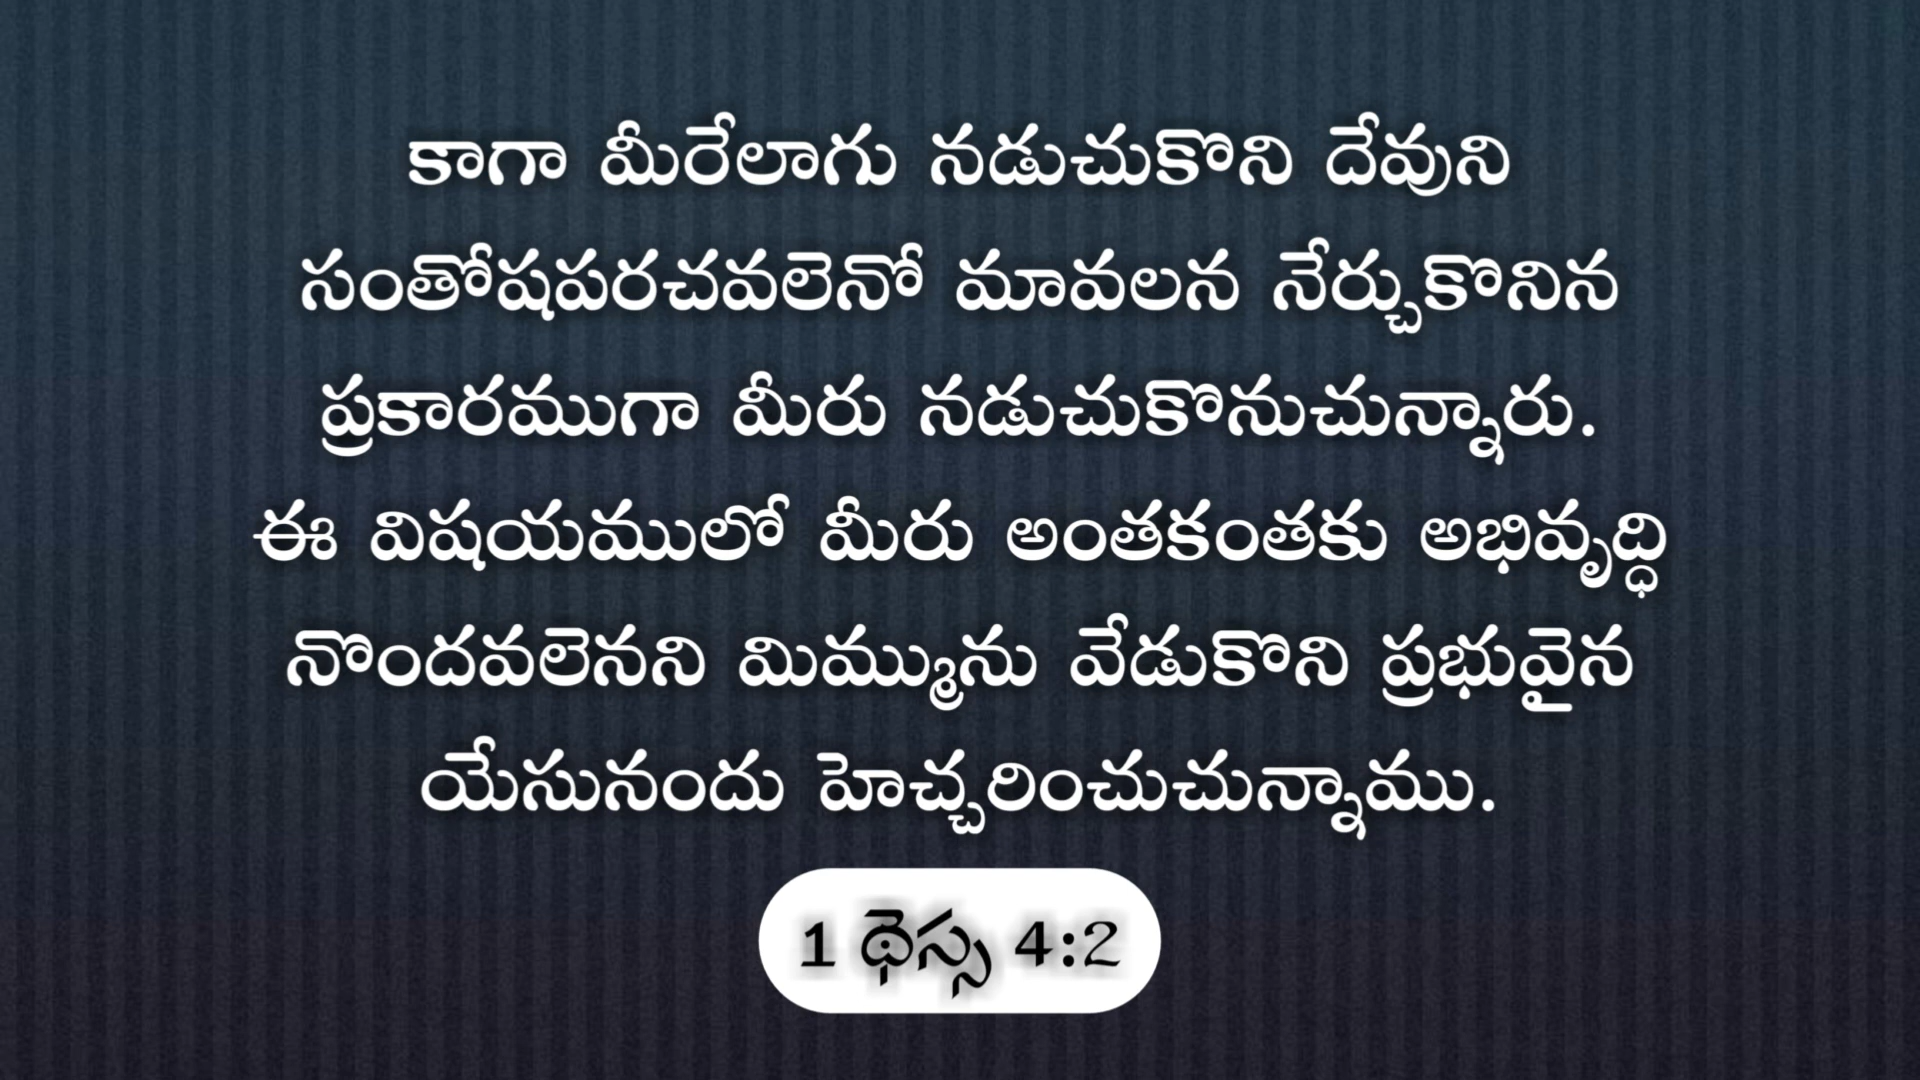 కాగా మీరేలాగు నడుచుకొని దేవుని
సంతోషపరచవలెనో మావలన నేర్చుకొనిన
ప్రకారముగా మీరు నడుచుకొనుచున్నారు.
ఈ విషయములో మీరు అంతకంతకు అభివృద్ధి
నొందవలెనని మిమ్మును వేడుకొని ప్రభువైన
యేసునందు హెచ్చరించుచున్నాము.
1 థెస్స 4:2